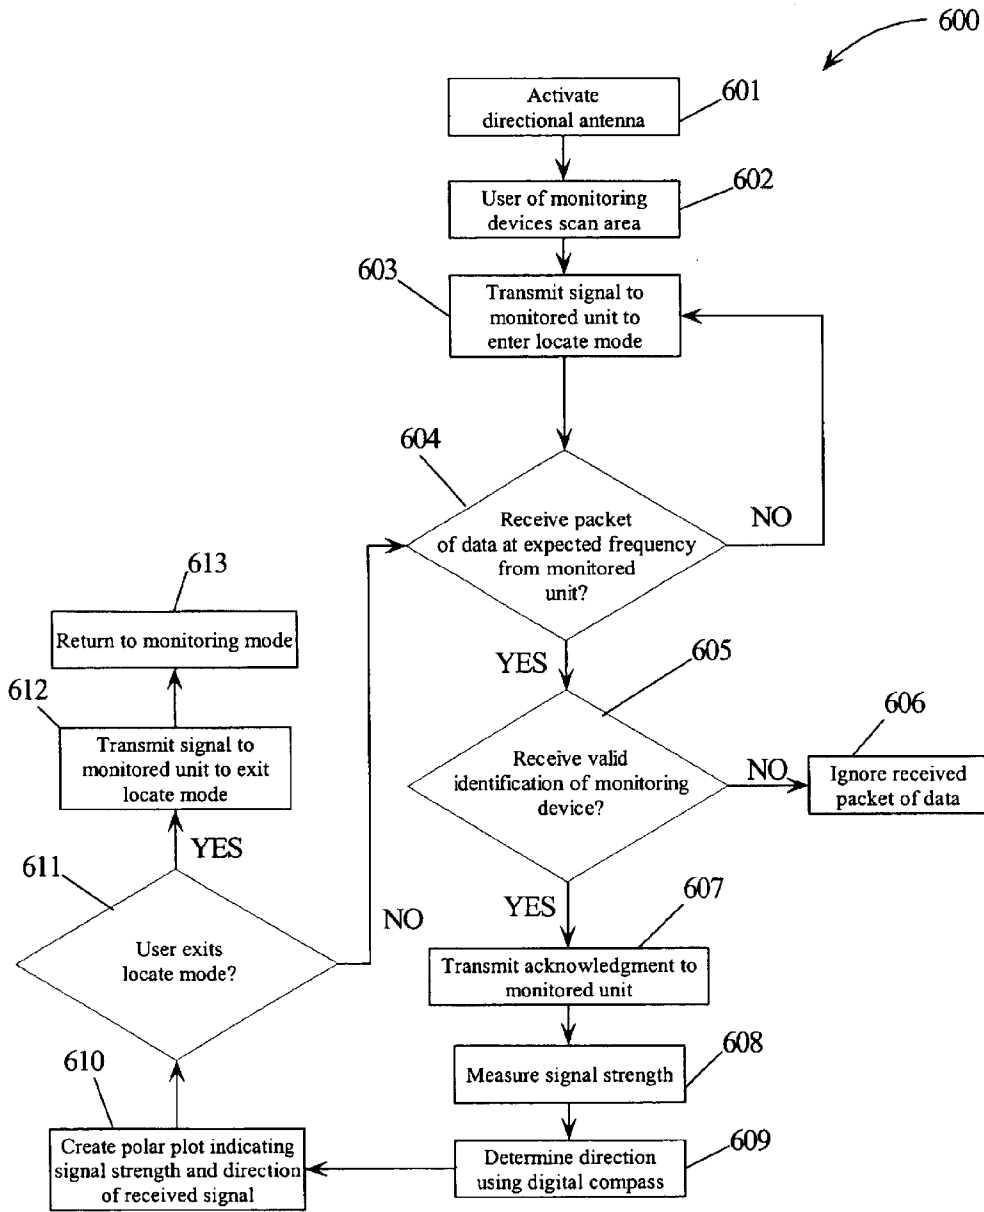 600
601
Activate
directional antenna
602
User of monitoring
devices scan area
603
Transmit signal to
monitored unit to
enter locate mode
604
Receive packet
of data at expected frequency
from monitored
unit?
NO
YES
605
Receive valid
identification of monitoring
device?
NO
606
Ignore received
packet of data
YES
607
Transmit acknowledgment to
monitored unit
608
Measure signal strength
609
Determine direction
using digital compass
610
Create polar plot indicating
signal strength and direction
of received signal
611
User exits
locate mode?
NO
YES
612
Transmit signal to
monitored unit to exit
locate mode
613
Return to monitoring mode